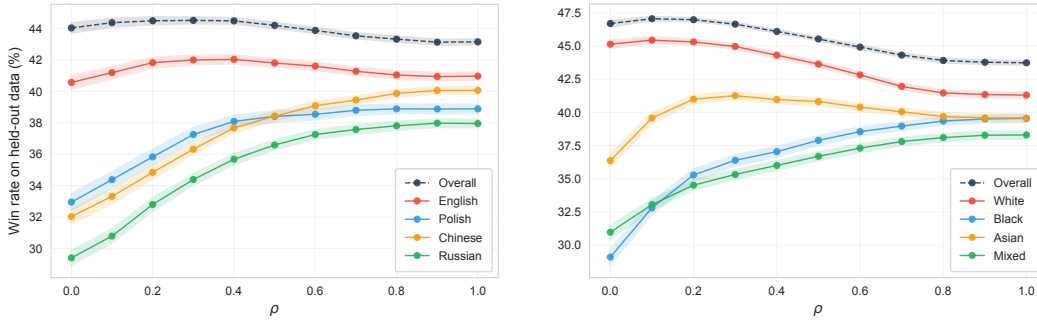 Win rate on held-out data (%)
44
42
40
38
36
34
32
30
0.0 0.2 0.4 0.6 0.8 1.0
ρ
Overall
English
Polish
Chinese
Russian
47.5
45.0
42.5
40.0
37.5
35.0
32.5
30.0
0.0 0.2 0.4 0.6 0.8 1.0
ρ
Overall
White
Black
Asian
Mixed